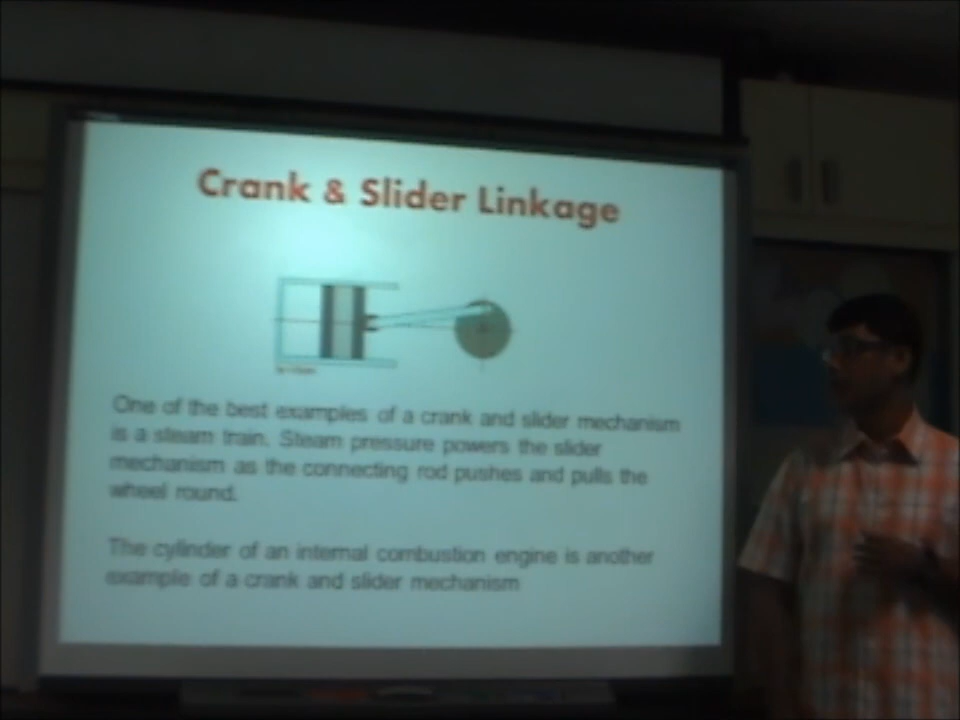 Crank & Slider Linkage
One of the best examples of a crank and slider mechanism
is a steam train. Steam pressure powers the slider
mechanism as the connecting rod pushes and pulls the
wheel round.
The cylinder of an internal combustion engine is another
example of a crank and slider mechanism